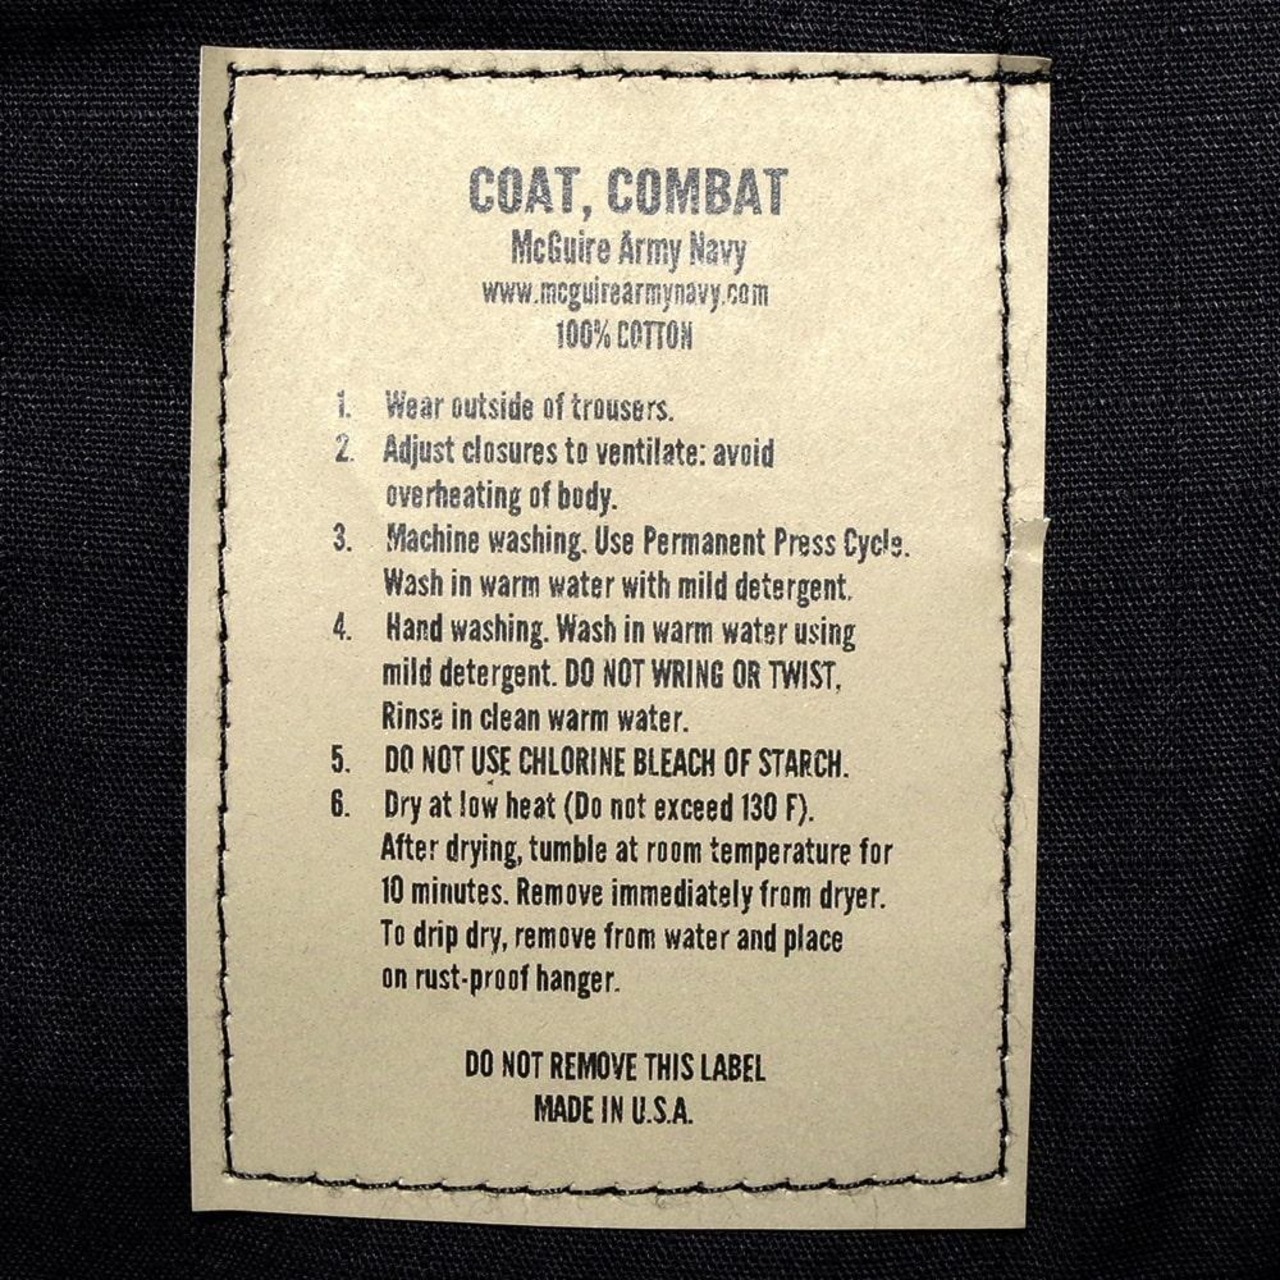 COAT, COMBAT
McGuire Army Navy
www.mcguirearmynavy.com
100% COTTON
1. Wear outside of trousers.
2. Adjust closures to ventilate: avoid
overheating of body.
3. Machine washing. Use Permanent Press Cycle.
Wash in warm water with mild detergent.
4. Hand washing. Wash in warm water using
mild detergent. DO NOT WRING OR TWIST.
Rinse in clean warm water.
5. DO NOT USE CHLORINE BLEACH OF STARCH.
6. Dry at low heat (Do not exceed 130 F).
After drying, tumble at room temperature for
10 minutes. Remove immediately from dryer.
To drip dry, remove from water and place
on rust-proof hanger.
DO NOT REMOVE THIS LABEL
MADE IN U.S.A.